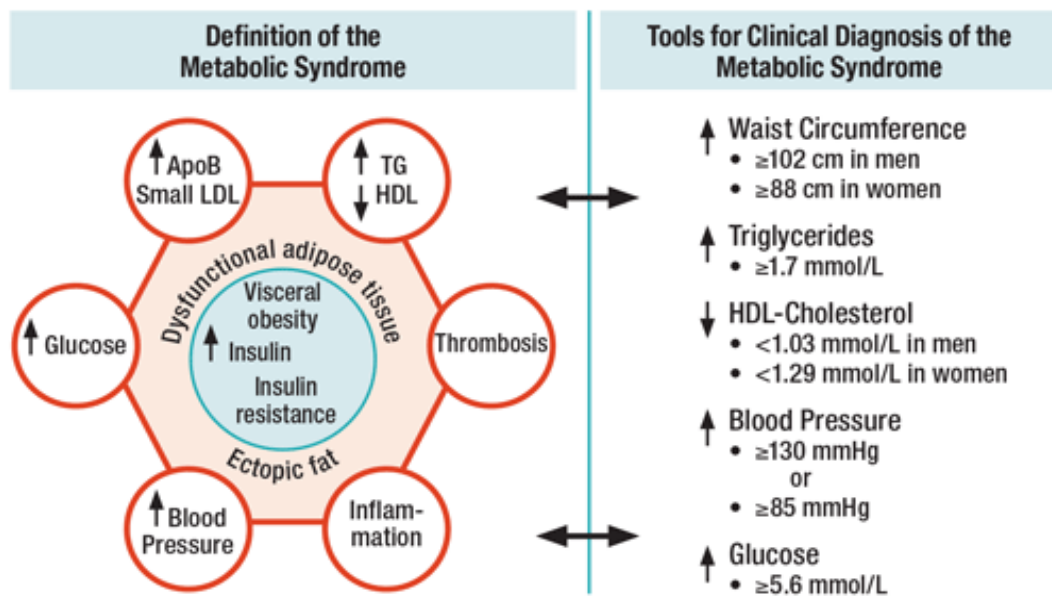 Definition of the
Metabolic Syndrome
↑ ApoB
Small LDL
↑ TG
↓ HDL
Dysfunctional adipose tissue
Visceral
obesity
↑ Insulin
Insulin
resistance
Ectopic fat
↑ Glucose
Thrombosis
↑ Blood
Pressure
Inflam-
mation
Tools for Clinical Diagnosis of the
Metabolic Syndrome
↑ Waist Circumference
• ≥102 cm in men
• ≥88 cm in women
↑ Triglycerides
• ≥1.7 mmol/L
↓ HDL-Cholesterol
• <1.03 mmol/L in men
• <1.29 mmol/L in women
↑ Blood Pressure
• ≥130 mmHg
or
• ≥85 mmHg
↑ Glucose
• ≥5.6 mmol/L